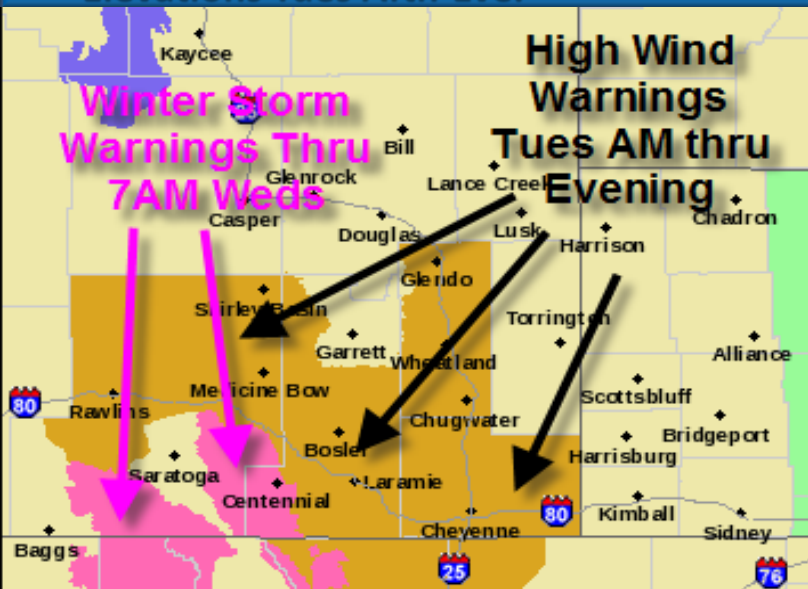 Kaycee
High Wind
Warnings
Tues AM thru
Evening
Winter Storm
Warnings Thru
7AM Weds
Bill
Glenrock
Lance Creek
Casper
Douglas
Lusk
Chadron
Harrison
Glendo
Shirley Basin
Torrington
Garrett
Wheatland
Alliance
Medicine Bow
Scottsbluff
80
Rawlins
Chugwater
Bridgeport
Bosler
Harrisburg
Saratoga
Laramie
Centennial
80
Kimball
Cheyenne
Sidney
Baggs
25
76